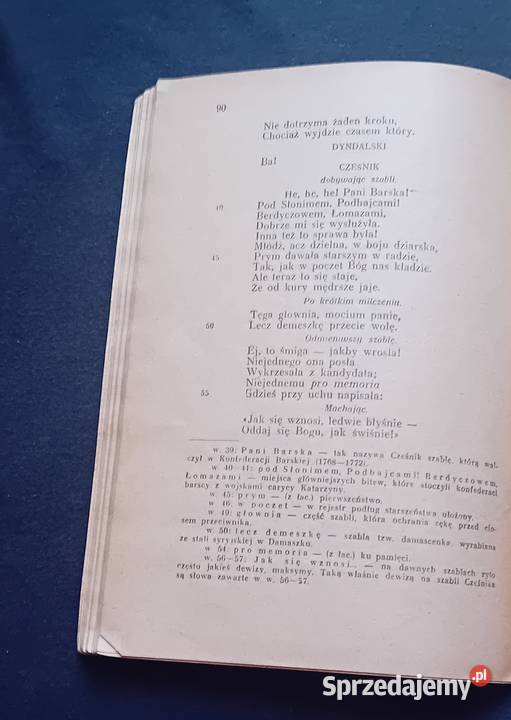 90
Nie dotrzyma żaden kroku,
Chociaż wyjdzie czasem który.
DYNDALSKI
Ba!
CZEŚNIK
dobywając szabli,
He, he, he! Pani Barska!
40 Pod Słonimem, Podhajcami!
Berdyczowem, Łomazami,
Dobrze mi się wysłużyła.
Inna też to sprawa była!
Młódź, acz dzielna, w boju dziarska,
45 Prym dawała starszym w radzie,
Tak, jak w poczet Bóg nas kładzie.
Ale teraz to się staje,
Że od kury mędrsze jaje.
Po krótkim milczeniu.
Tęga głownia, mocium panie,
50 Lecz demeszkę przecie wolę.
Odmieniwszy szablę.
Ej, to śmiga — jakby wrosła!
Niejednego ona posła
Wykrzesała z kandydata;
Niejednemu pro memoria
55 Gdzieś przy uchu napisała:
Machając.
«Jak się wznosi, ledwie błyśnie —
Oddaj się Bogu, jak świśnie!»
w. 39: Pani Barska — tak nazywa Cześnik szablę, którą wal-
czył w Konfederacji Barskiej (1768—1772).
w. 40—41: pod Słonimem, Podhajcami! Berdyczowem,
Łomazami — miejsca główniejszych bitew, które stoczyli konfederaci
barscy z wojskami carycy Katarzyny.
w. 45: prym — (z łac.) pierwszeństwo.
w. 46: w poczet — w rejestr podług starszeństwa ułożony.
w. 49: głownia — część szabli, która ochrania rękę przed cio-
sem przeciwnika.
w. 50: lecz demeszkę — szabla tzw. damascenka, wyrabiana
ze stali syryjskiej w Damaszku.
w. 54: pro memoria — (z łac.) ku pamięci.
w. 56—57: Jak się wznosi... — na dawnych szablach ryto
często jakieś dewizy, maksymy. Taką właśnie dewizą na szabli Cześnika
są słowa zawarte w w. 56—57.
Sprzedajemy.pl